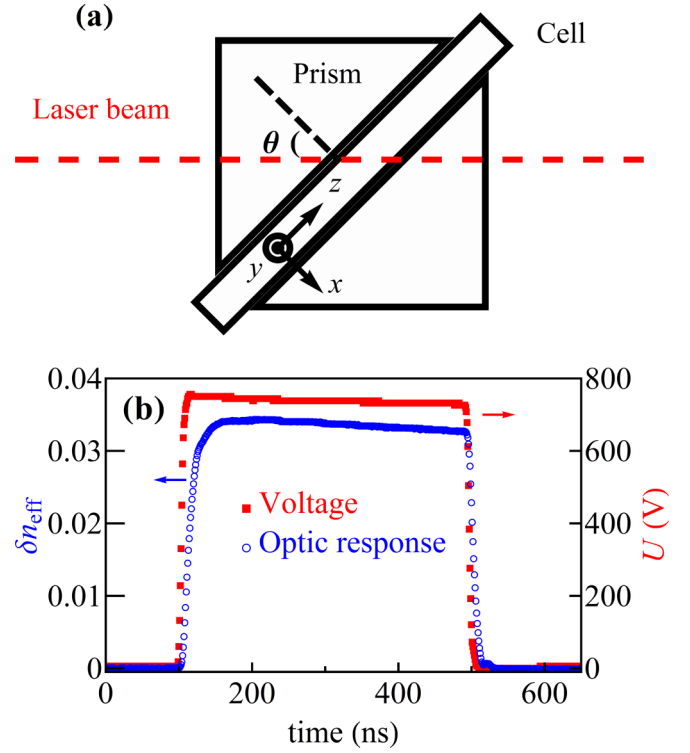 (a)
Cell
Prism
Laser beam
θ (
z
y
x
(b)
0.04
0.03
0.02
0.01
0
δn_eff
800
600
400
200
0
U (V)
Voltage
Optic response
0
200
400
600
time (ns)